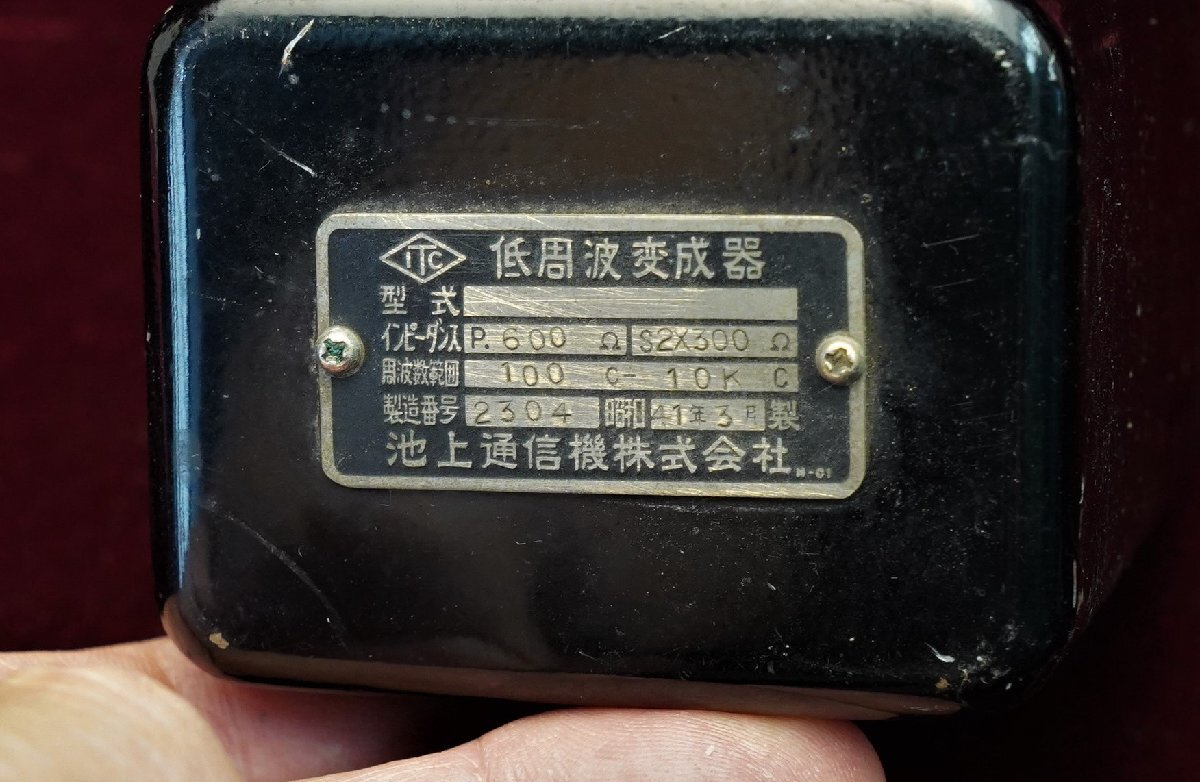 ITC 低周波変成器
型式
インピーダンス P. 600 Ω S2X300 Ω
周波数範囲 100 C- 10K C
製造番号 2304 昭和 41年3月 製
池上通信機株式会社 M-01